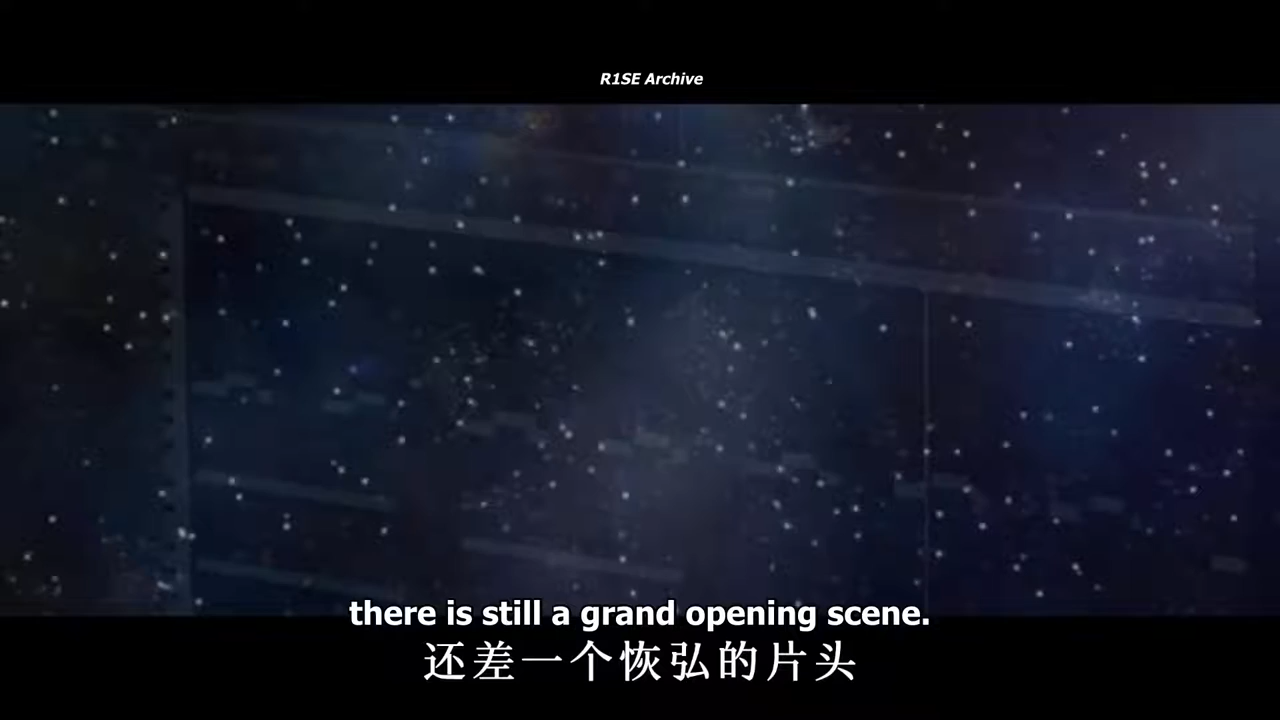 R1SE Archive
there is still a grand opening scene.
还差一个恢弘的片头